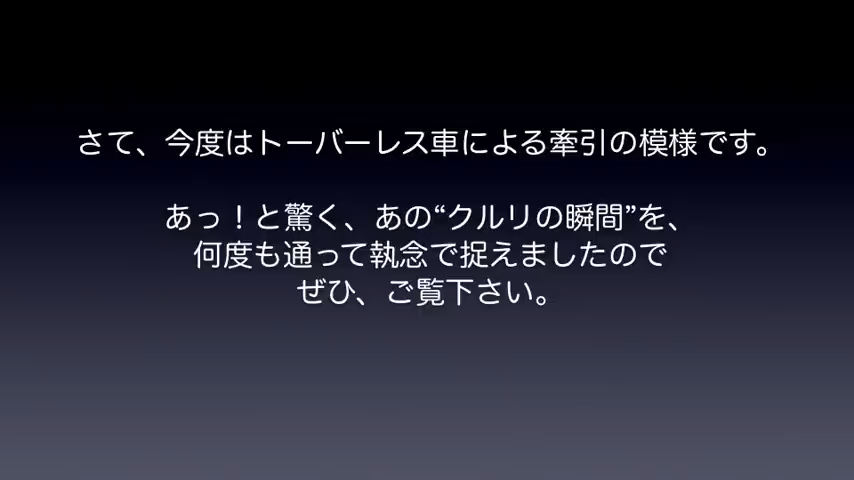 さて、今度はトーバーレス車による牽引の模様です。
あっ！と驚く、あの“クルリの瞬間”を、
何度も通って執念で捉えましたので
ぜひ、ご覧下さい。